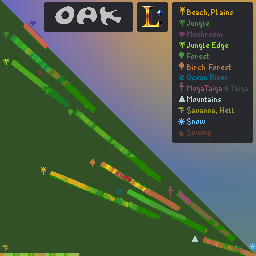 OAK L
Beach, Plains
Jungle
Mushroom
Jungle Edge
Forest
Birch Forest
Ocean River
MegaTaiga Taiga
Mountains
Savanna, Hell
Snow
Swamp